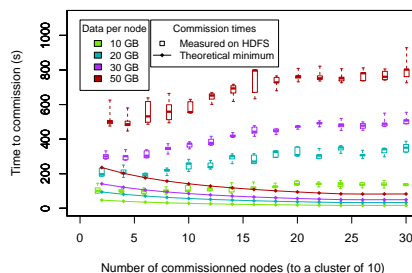 Data per node
10 GB
20 GB
30 GB
50 GB
Commission times
Measured on HDFS
Theoretical minimum
Time to commission (s)
0
200
400
600
800
1000
0
5
10
15
20
25
30
Number of commissionned nodes (to a cluster of 10)